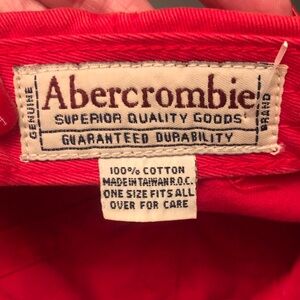 GENUINE
Abercrombie
BRAND
SUPERIOR QUALITY GOODS
GUARANTEED DURABILITY
100% COTTON
MADE IN TAIWAN R.O.C.
ONE SIZE FITS ALL
OVER FOR CARE